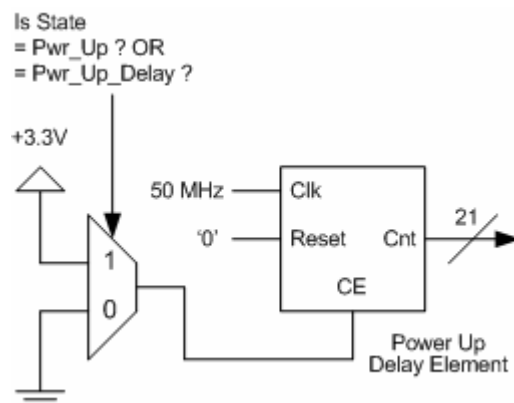 Is State
= Pwr_Up ? OR
= Pwr_Up_Delay ?
+3.3V
50 MHz
Clk
21
'0'
Reset
Cnt
1
CE
0
Power Up
Delay Element